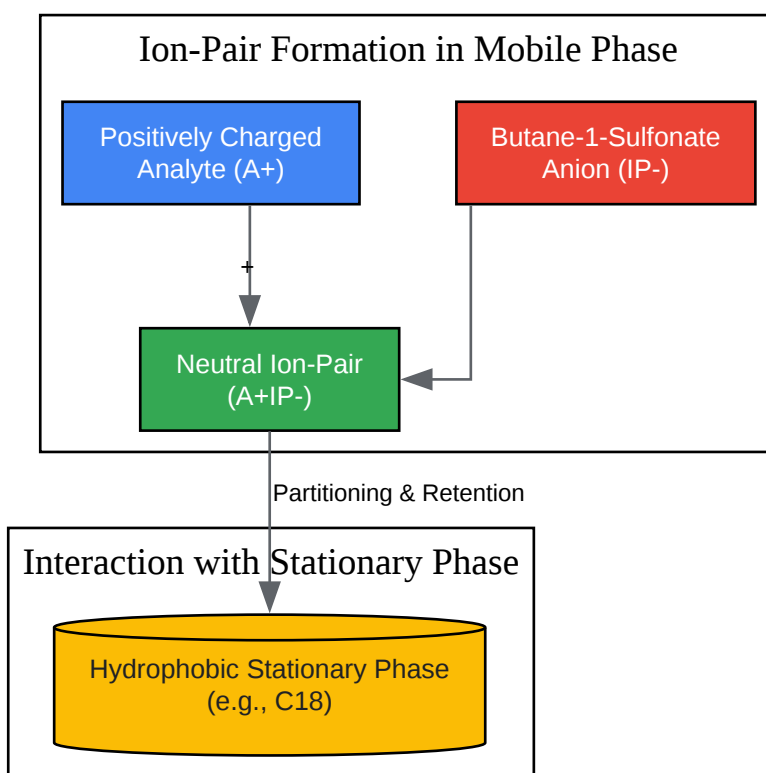 Ion-Pair Formation in Mobile Phase
Positively Charged
Analyte (A+)
Butane-1-Sulfonate
Anion (IP-)
+
Neutral Ion-Pair
(A+IP-)
Partitioning & Retention
Interaction with Stationary Phase
Hydrophobic Stationary Phase
(e.g., C18)